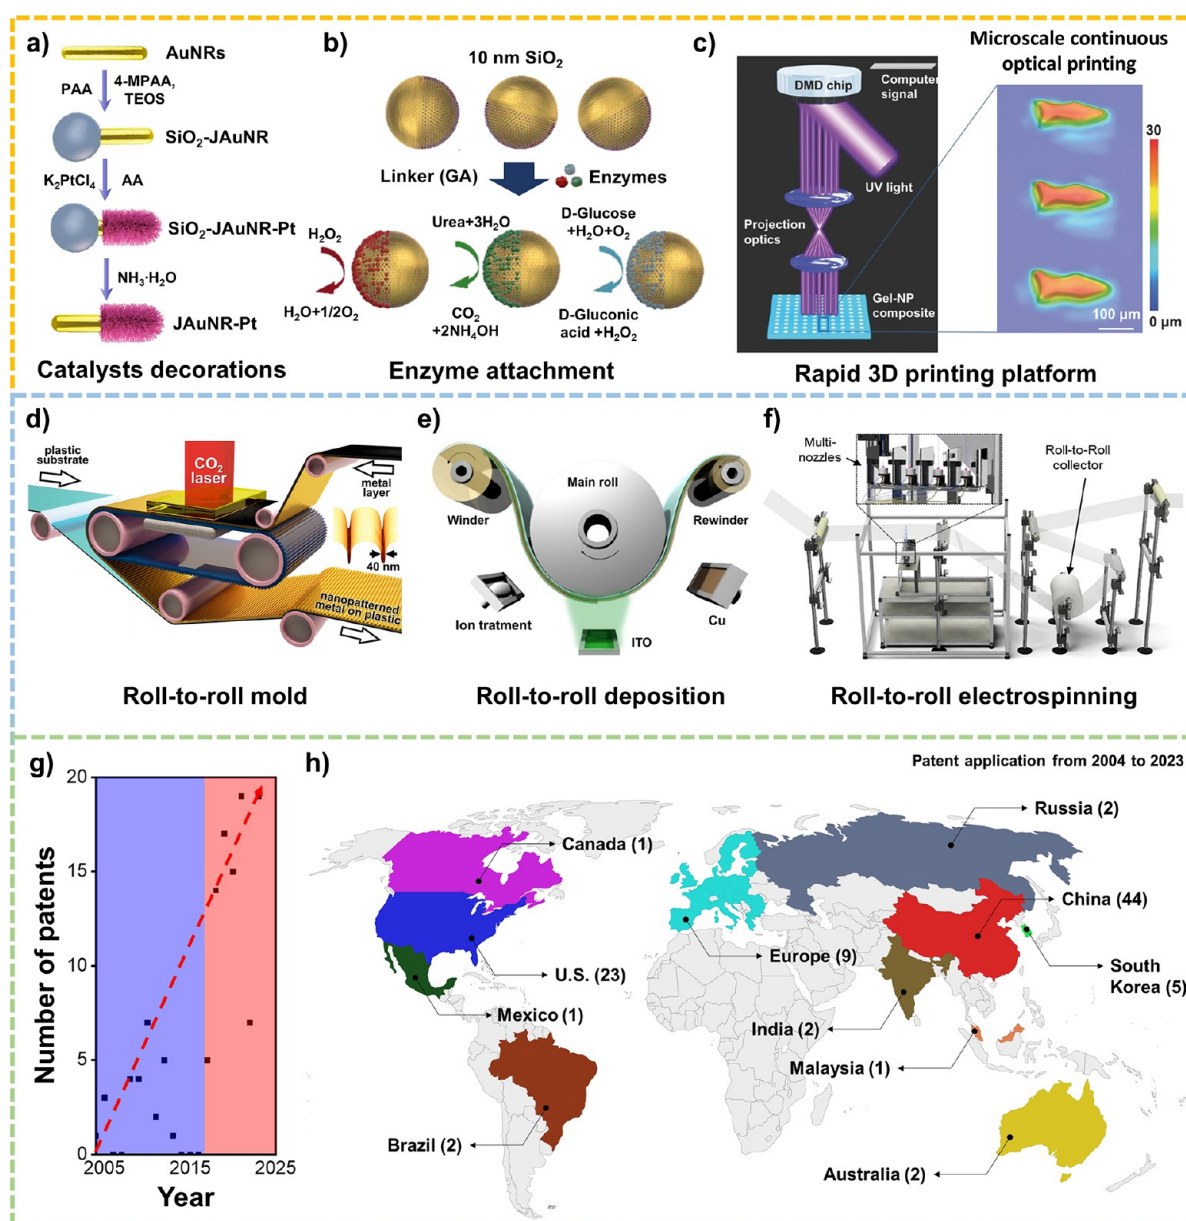 a)
AuNRs
PAA
4-MPAA,
TEOS
SiO₂-JAuNR
K₂PtCl₄
AA
SiO₂-JAuNR-Pt
NH₃·H₂O
JAuNR-Pt
Catalysts decorations
b)
10 nm SiO₂
Linker (GA)
Enzymes
H₂O₂
H₂O+1/2O₂
Urea+3H₂O
CO₂
+2NH₄OH
D-Glucose
+H₂O+O₂
D-Gluconic
acid +H₂O₂
Enzyme attachment
c)
Microscale continuous
optical printing
DMD chip
Computer
signal
UV light
Projection
optics
Gel-NP
composite
30
0 μm
100 μm
Rapid 3D printing platform
d)
plastic
substrate
CO₂
laser
metal
layer
40 nm
nanopatterned
metal on plastic
Roll-to-roll mold
e)
Main roll
Winder
Rewinder
Ion tratment
ITO
Cu
Roll-to-roll deposition
f)
Multi-
nozzles
Roll-to-Roll
collector
Roll-to-roll electrospinning
g)
Number of patents
20
15
10
5
0
2005
2015
2025
Year
h)
Patent application from 2004 to 2023
Russia (2)
Canada (1)
China (44)
Europe (9)
U.S. (23)
South
Korea (5)
Mexico (1)
India (2)
Malaysia (1)
Brazil (2)
Australia (2)